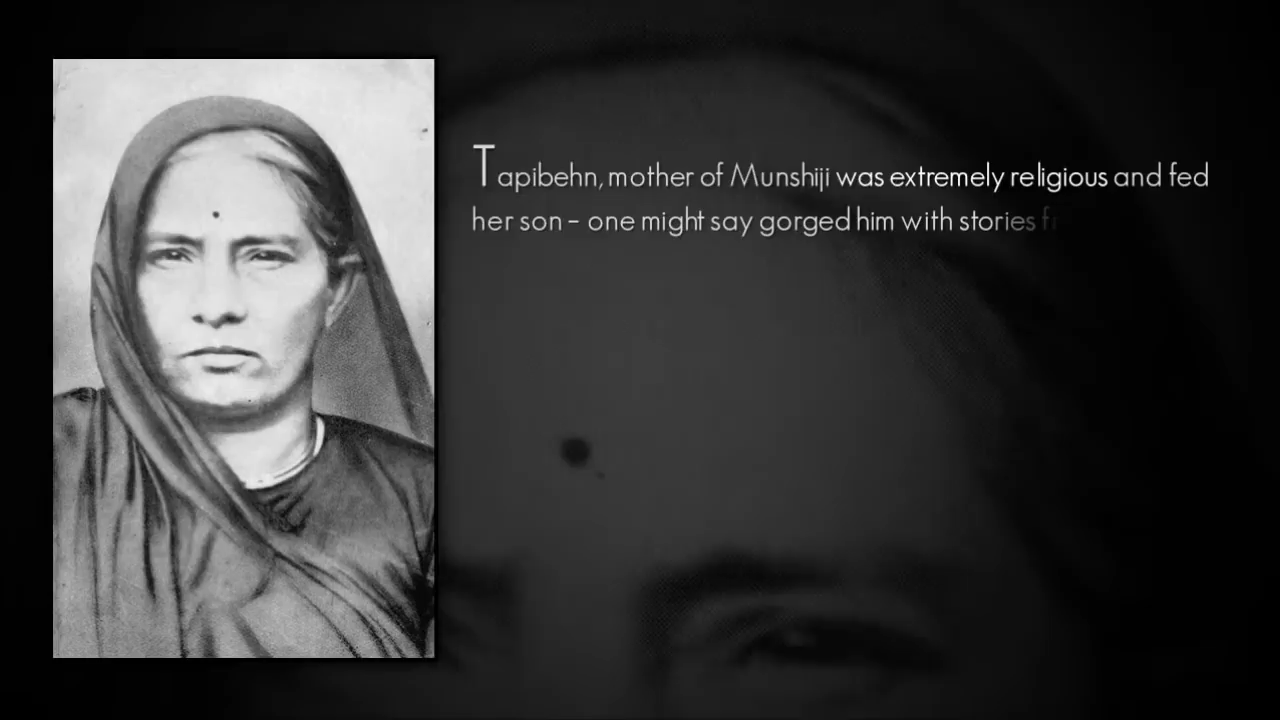 Tapibehn, mother of Munshiji was extremely religious and fed
her son - one might say gorged him with stories